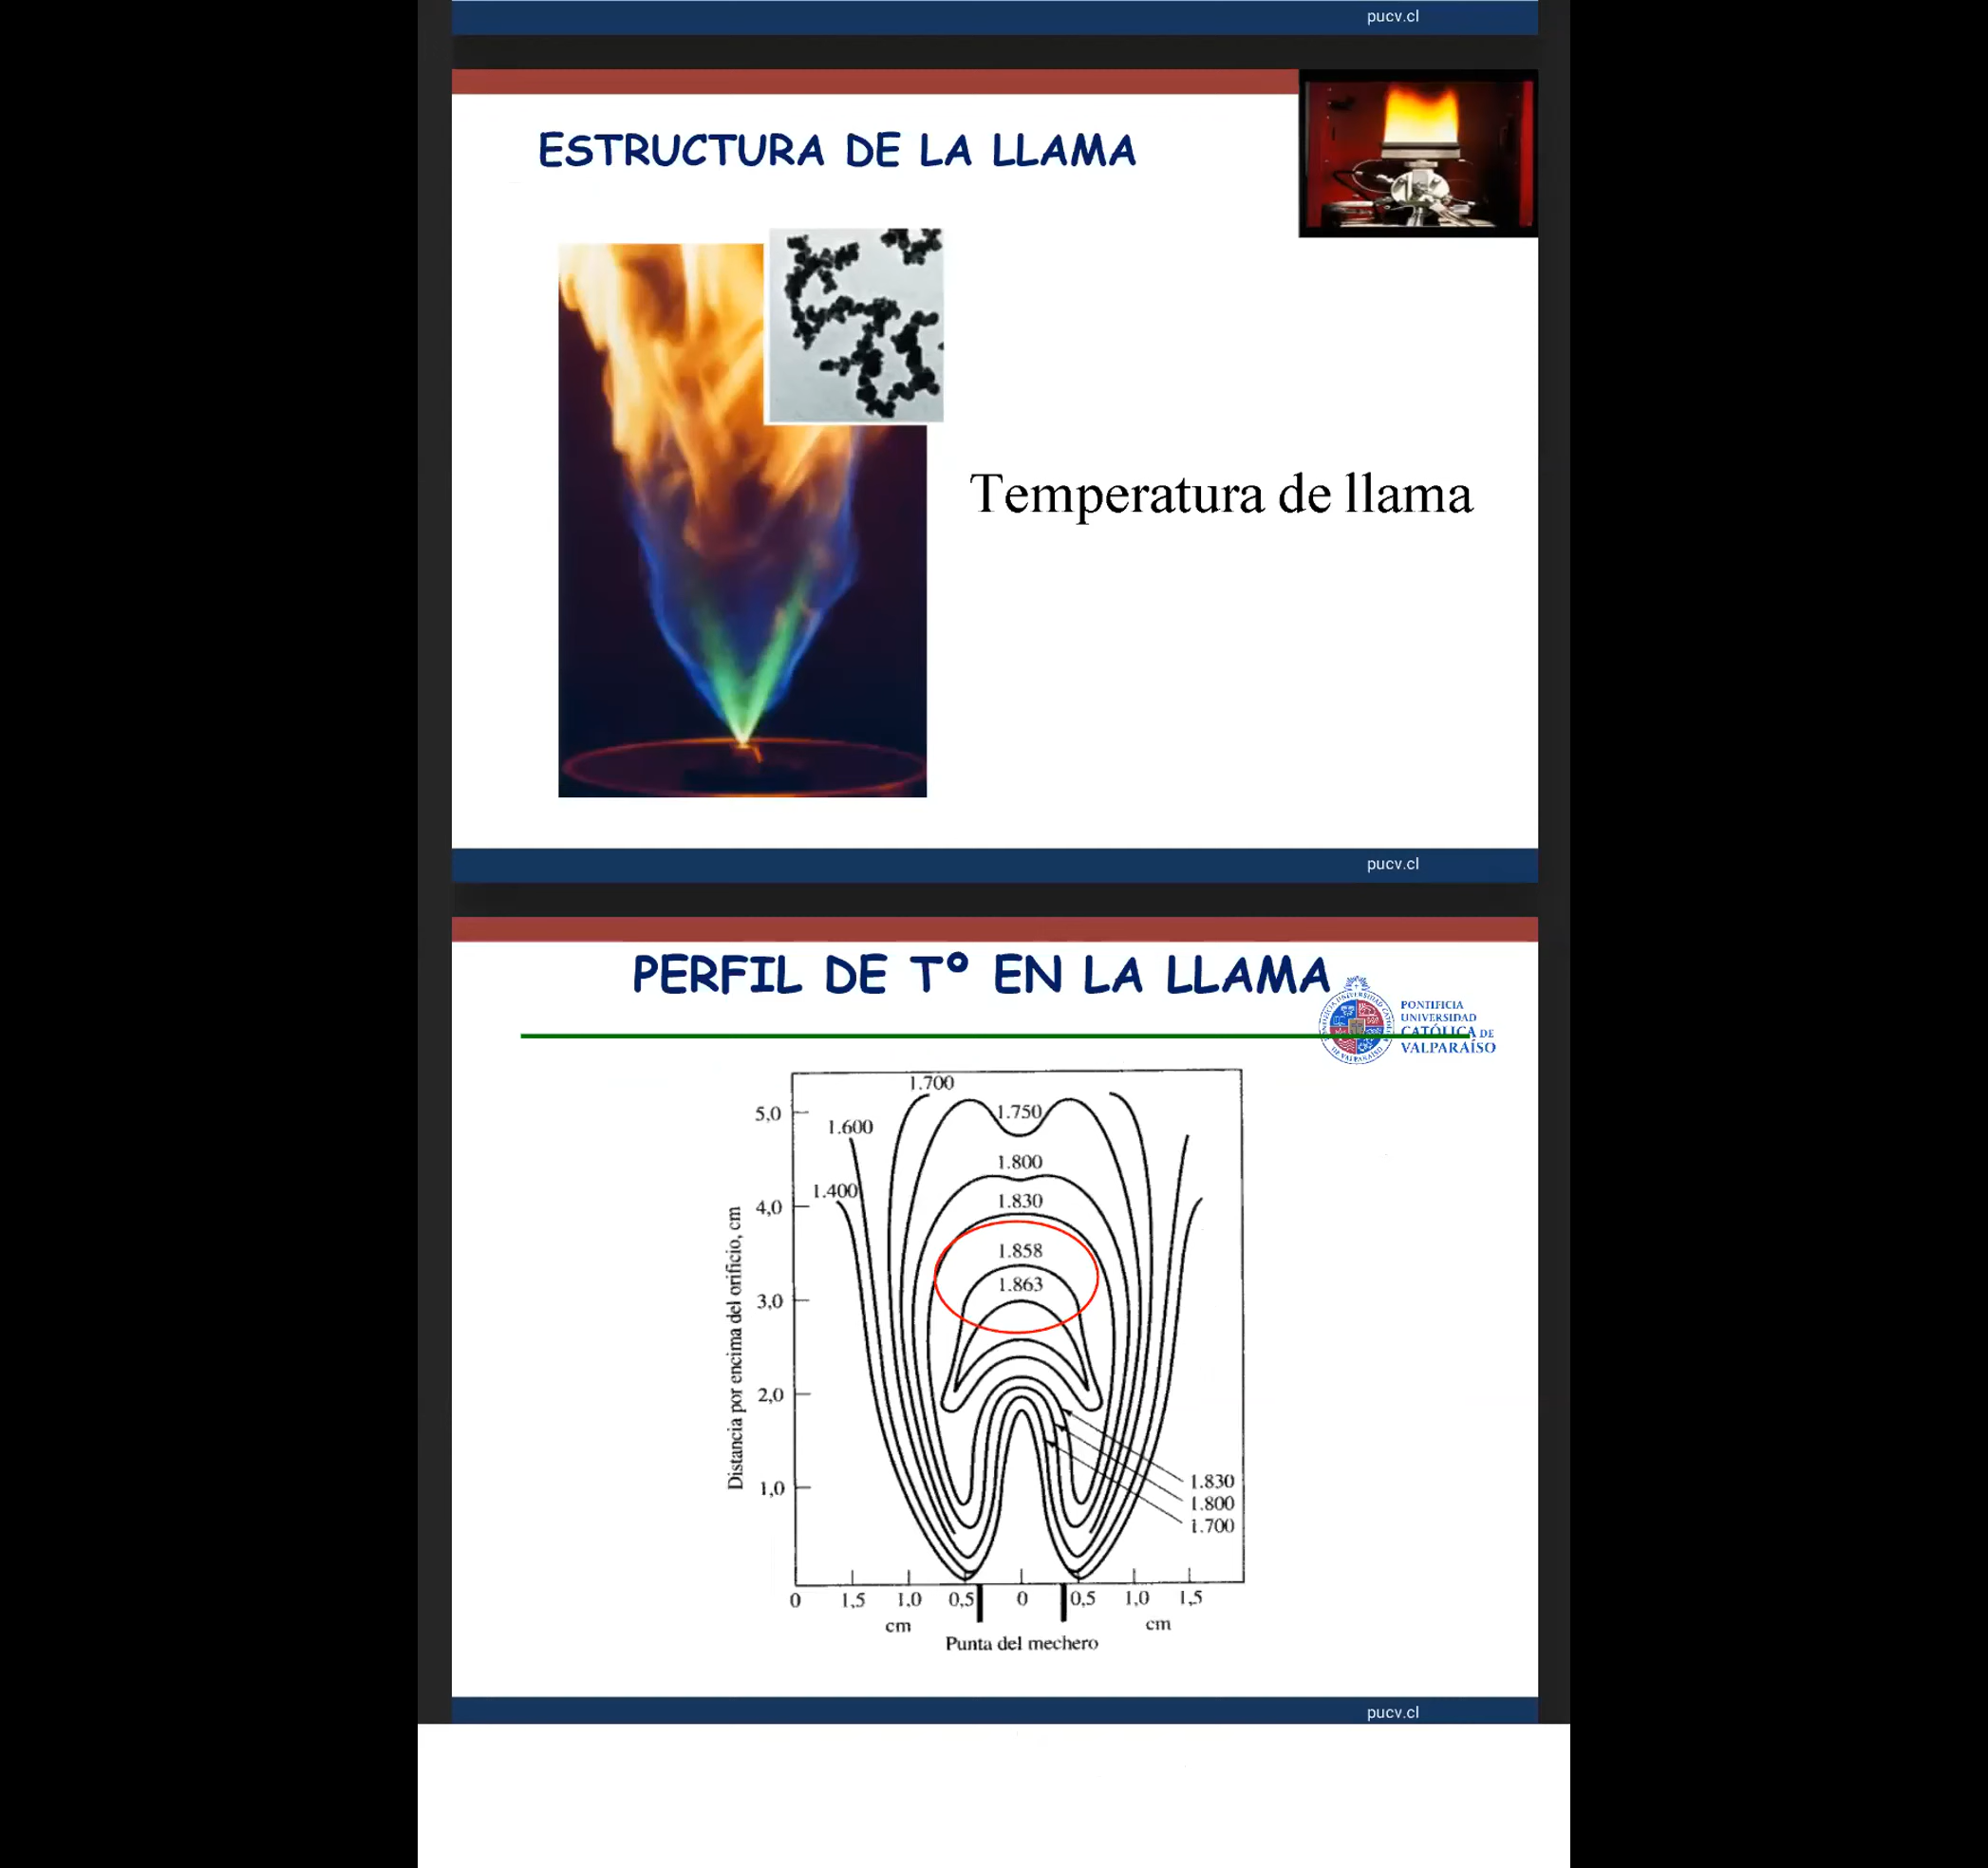 pucv.cl
ESTRUCTURA DE LA LLAMA
Temperatura de llama
pucv.cl
PERFIL DE Tº EN LA LLAMA
PONTIFICIA
UNIVERSIDAD
CATÓLICA DE
VALPARAÍSO
1.700
5,0
1.750
1.600
1.800
1.400
1.830
4,0
1.858
1.863
3,0
Distancia por encima del orificio, cm
2,0
1.830
1,0
1.800
1.700
0 1,5 1,0 0,5 0 0,5 1,0 1,5
cm cm
Punta del mechero
pucv.cl